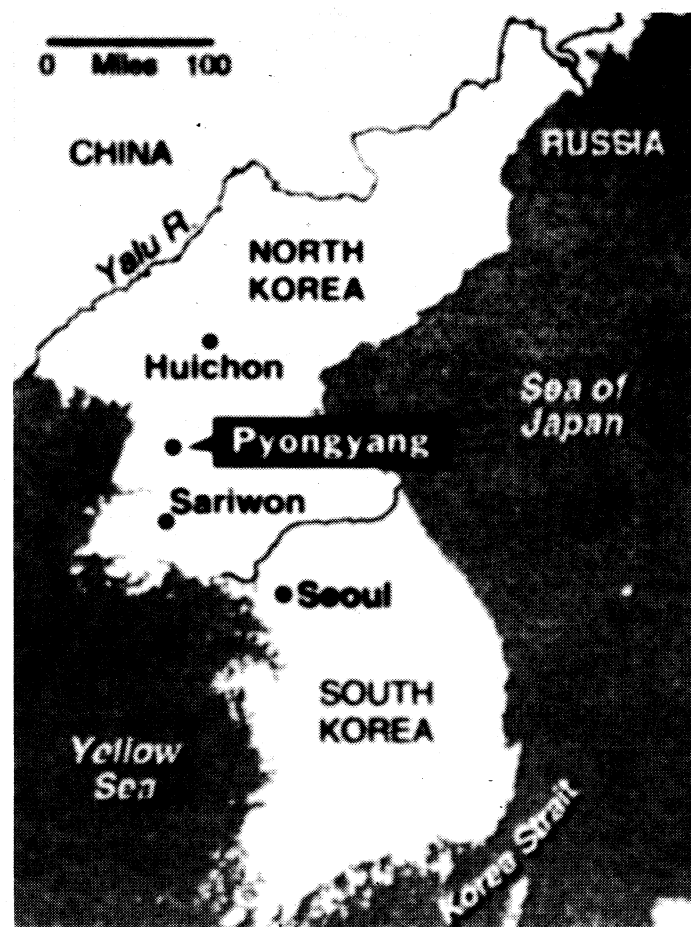 0 Miles 100
CHINA
RUSSIA
Yalu R.
NORTH
KOREA
Huichon
Sea of
Japan
Pyongyang
Sariwon
Seoul
SOUTH
KOREA
Yellow
Sea
Korea Strait